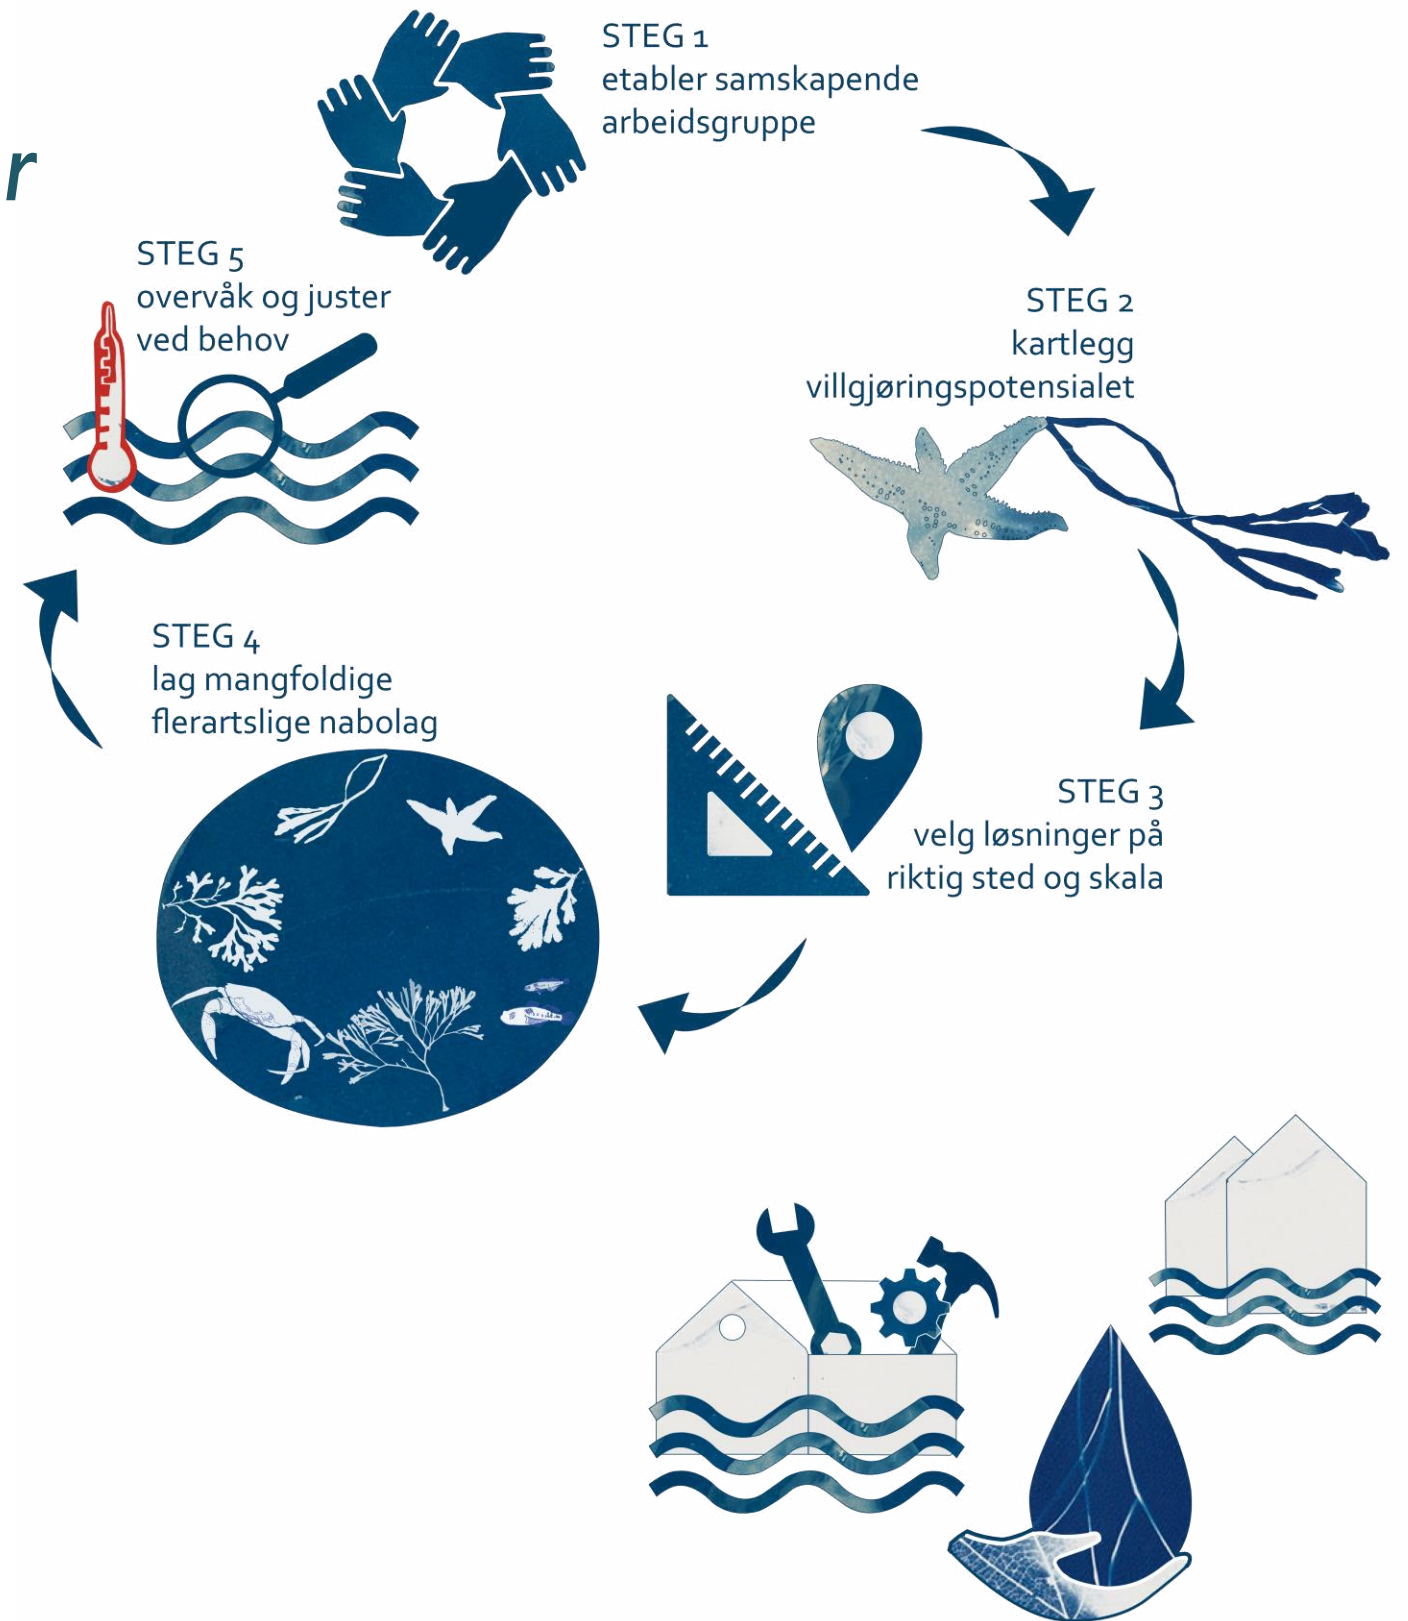 r
STEG 1
etabler samskapende
arbeidsgruppe
STEG 2
kartlegg
villgjøringspotensialet
STEG 3
velg løsninger på
riktig sted og skala
STEG 4
lag mangfoldige
flerartslige nabolag
STEG 5
overvåk og juster
ved behov